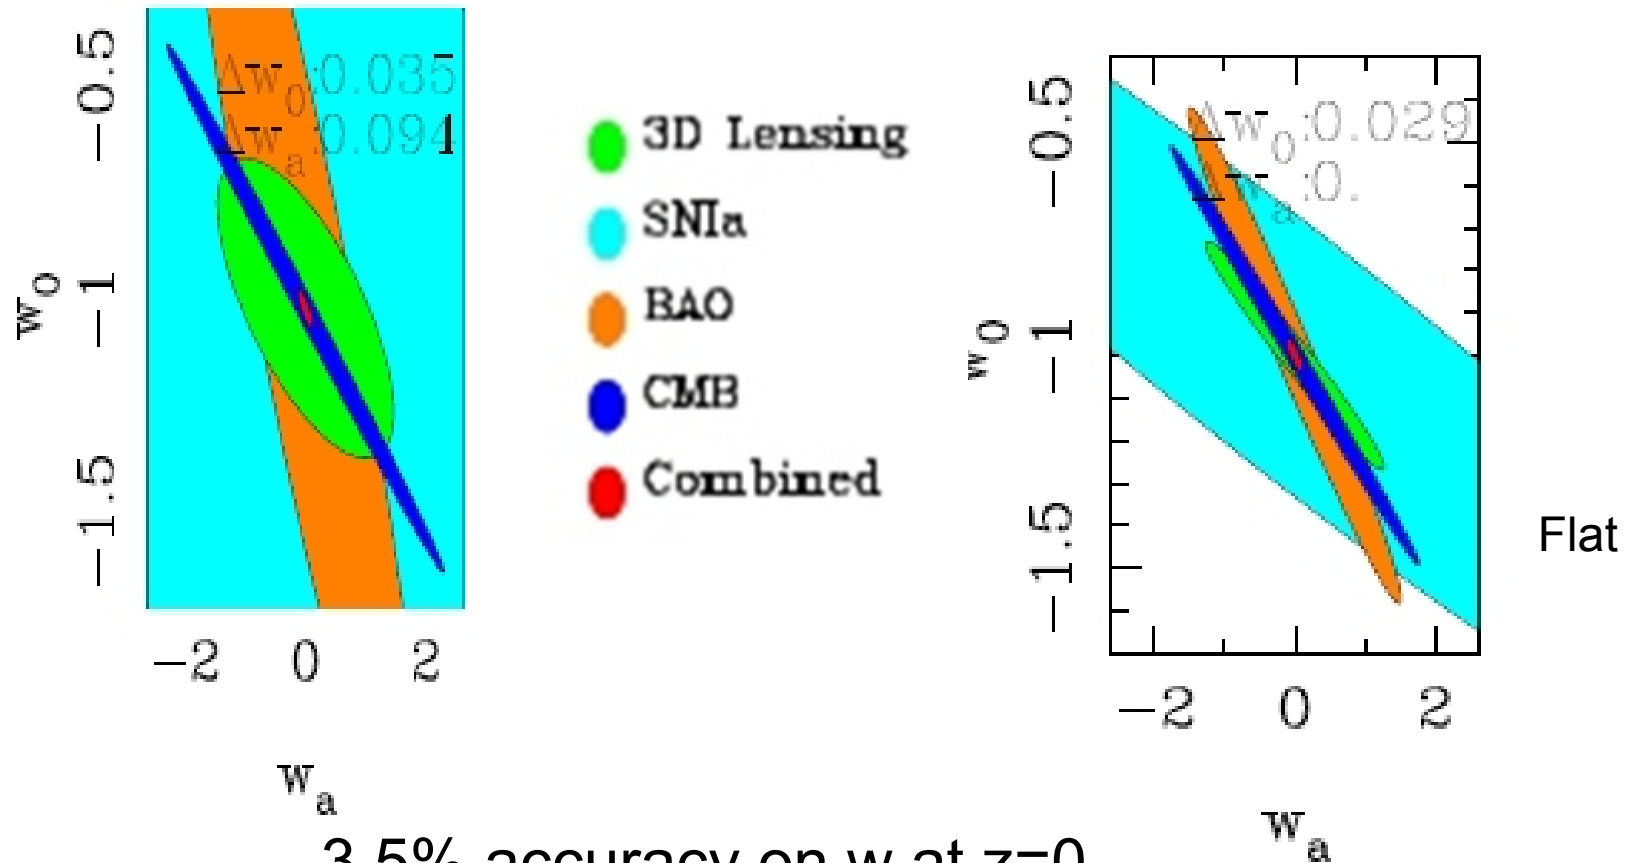 −0.5
−1
−1.5
w0
Δw0:0.035
Δwa:0.094
−2 0 2
wa
3D Lensing
SNIa
BAO
CMB
Combined
−0.5
−1
−1.5
w0
Δw0:0.029
Δwa:0.
−2 0 2
wa
Flat
3.5% accuracy on w at z=0